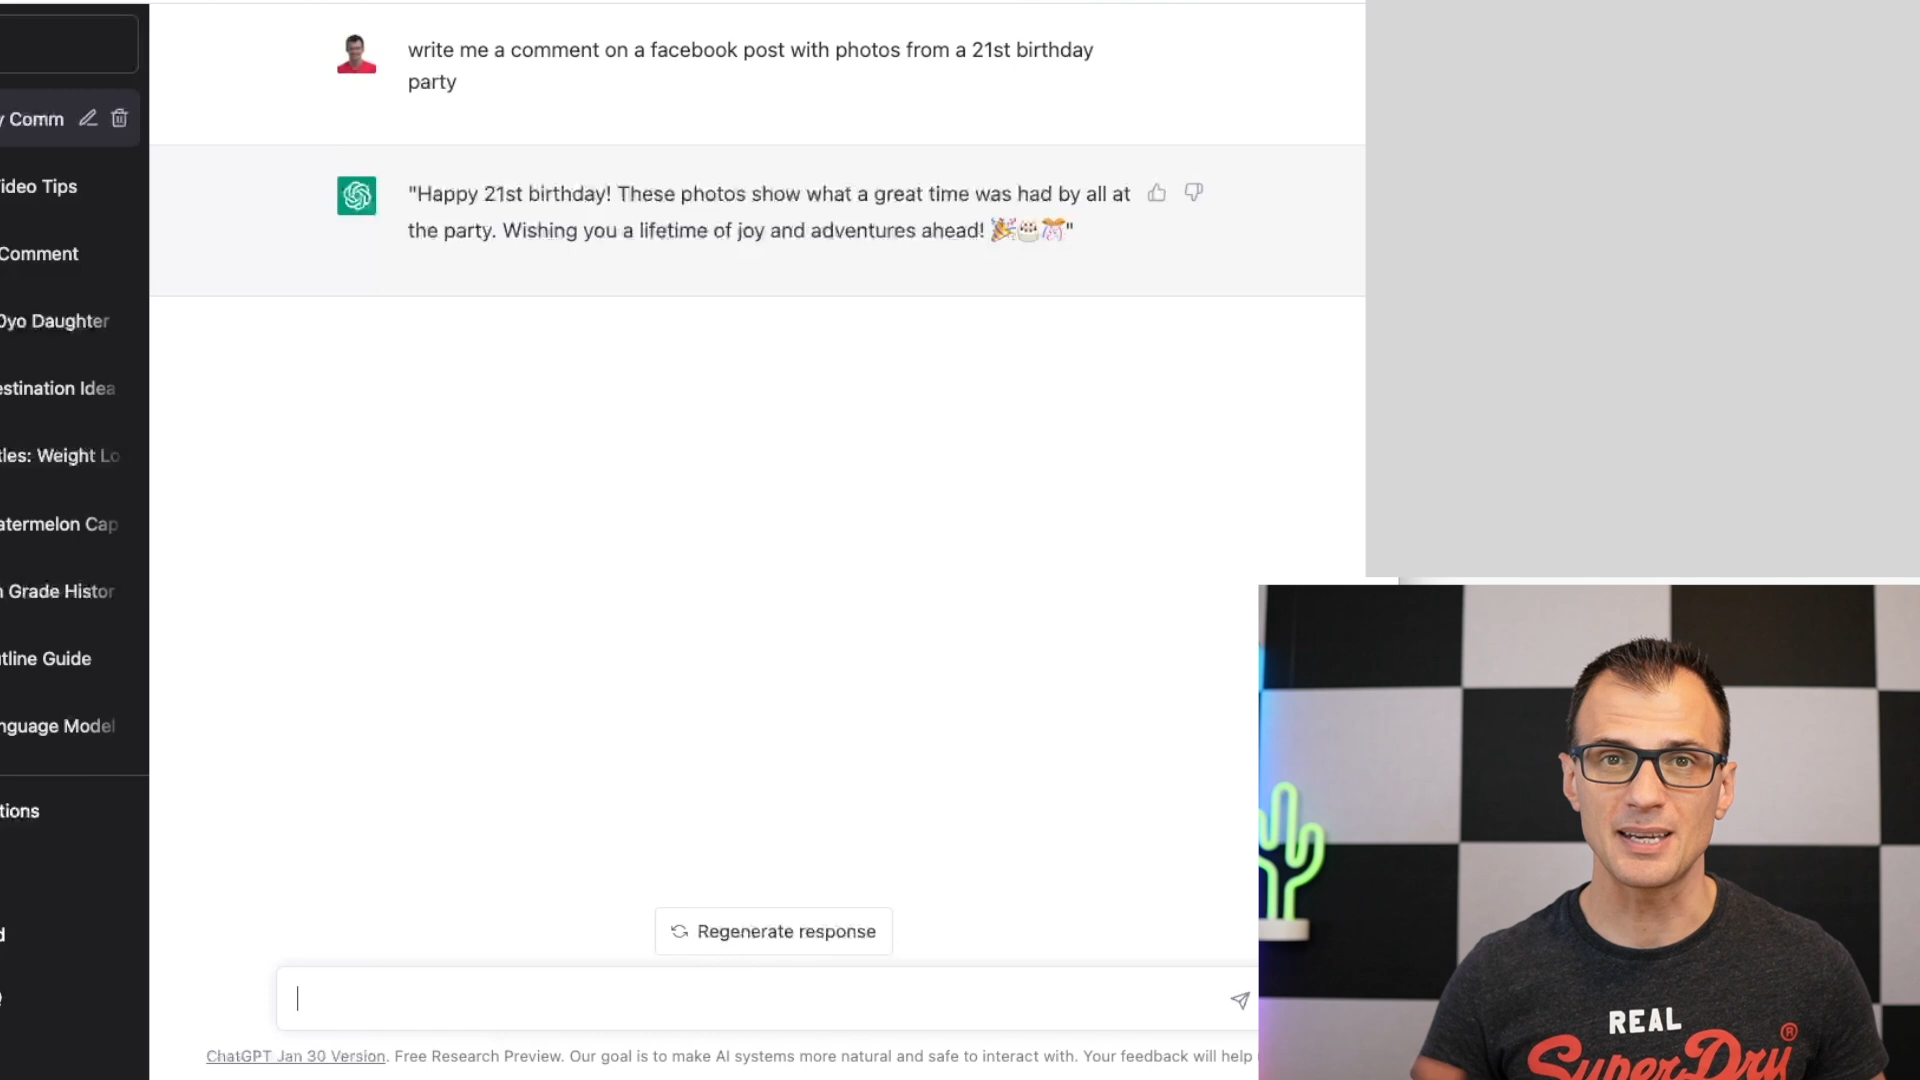 write me a comment on a facebook post with photos from a 21st birthday
party
y Comm
"Happy 21st birthday! These photos show what a great time was had by all at
the party. Wishing you a lifetime of joy and adventures ahead! 🎉🎂🎊"
ideo Tips
Comment
0yo Daughter
estination Idea
tles: Weight Lo
atermelon Cap
n Grade Histor
utline Guide
nguage Model
tions
d
Regenerate response
ChatGPT Jan 30 Version. Free Research Preview. Our goal is to make AI systems more natural and safe to interact with. Your feedback will help
REAL
SuperDry®